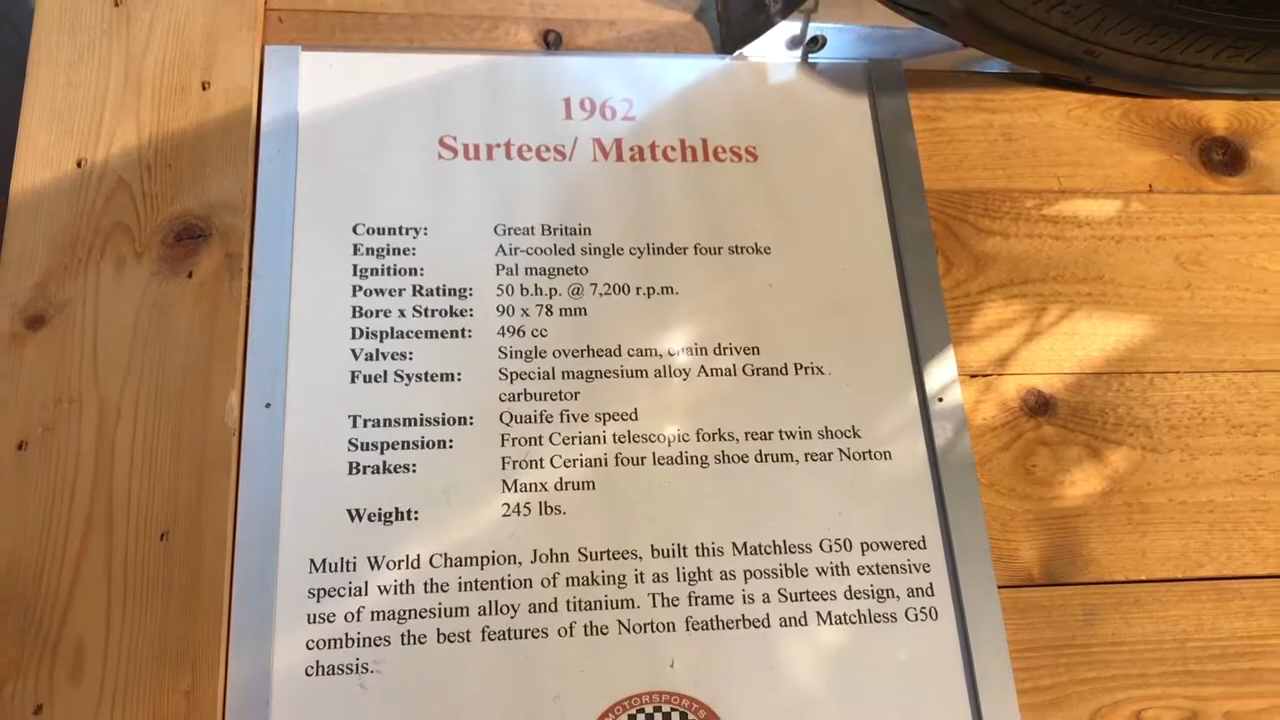 1962
Surtees/ Matchless
Country: Great Britain
Engine: Air-cooled single cylinder four stroke
Ignition: Pal magneto
Power Rating: 50 b.h.p. @ 7,200 r.p.m.
Bore x Stroke: 90 x 78 mm
Displacement: 496 cc
Valves: Single overhead cam, chain driven
Fuel System: Special magnesium alloy Amal Grand Prix
carburetor
Transmission: Quaife five speed
Suspension: Front Ceriani telescopic forks, rear twin shock
Brakes: Front Ceriani four leading shoe drum, rear Norton
Manx drum
Weight: 245 lbs.
Multi World Champion, John Surtees, built this Matchless G50 powered
special with the intention of making it as light as possible with extensive
use of magnesium alloy and titanium. The frame is a Surtees design, and
combines the best features of the Norton featherbed and Matchless G50
chassis.
MOTORSPORTS